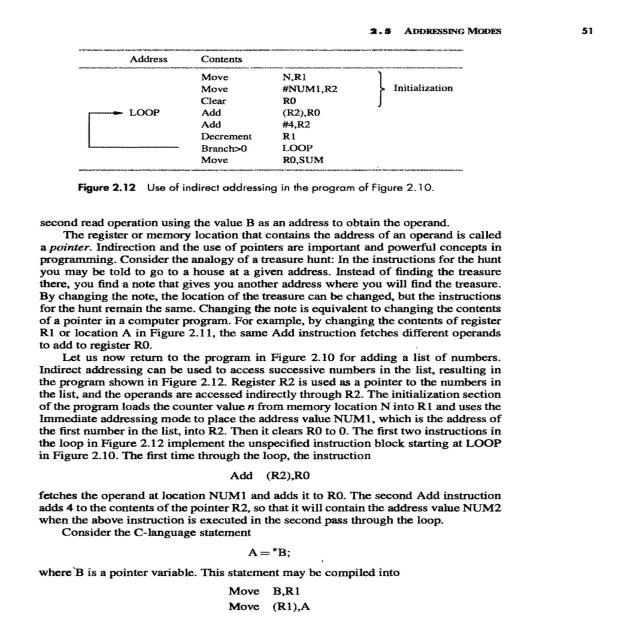 2.5 ADDRESSING MODES 51
Address Contents
Move N,R1
Move #NUM1,R2 Initialization
Clear R0
LOOP Add (R2),R0
Add #4,R2
Decrement R1
Branch>0 LOOP
Move R0,SUM
Figure 2.12 Use of indirect addressing in the program of Figure 2.10.
second read operation using the value B as an address to obtain the operand.
The register or memory location that contains the address of an operand is called
a pointer. Indirection and the use of pointers are important and powerful concepts in
programming. Consider the analogy of a treasure hunt: In the instructions for the hunt
you may be told to go to a house at a given address. Instead of finding the treasure
there, you find a note that gives you another address where you will find the treasure.
By changing the note, the location of the treasure can be changed, but the instructions
for the hunt remain the same. Changing the note is equivalent to changing the contents
of a pointer in a computer program. For example, by changing the contents of register
R1 or location A in Figure 2.11, the same Add instruction fetches different operands
to add to register R0.
Let us now return to the program in Figure 2.10 for adding a list of numbers.
Indirect addressing can be used to access successive numbers in the list, resulting in
the program shown in Figure 2.12. Register R2 is used as a pointer to the numbers in
the list, and the operands are accessed indirectly through R2. The initialization section
of the program loads the counter value n from memory location N into R1 and uses the
Immediate addressing mode to place the address value NUM1, which is the address of
the first number in the list, into R2. Then it clears R0 to 0. The first two instructions in
the loop in Figure 2.12 implement the unspecified instruction block starting at LOOP
in Figure 2.10. The first time through the loop, the instruction
Add (R2),R0
fetches the operand at location NUM1 and adds it to R0. The second Add instruction
adds 4 to the contents of the pointer R2, so that it will contain the address value NUM2
when the above instruction is executed in the second pass through the loop.
Consider the C-language statement
A = *B;
where B is a pointer variable. This statement may be compiled into
Move B,R1
Move (R1),A